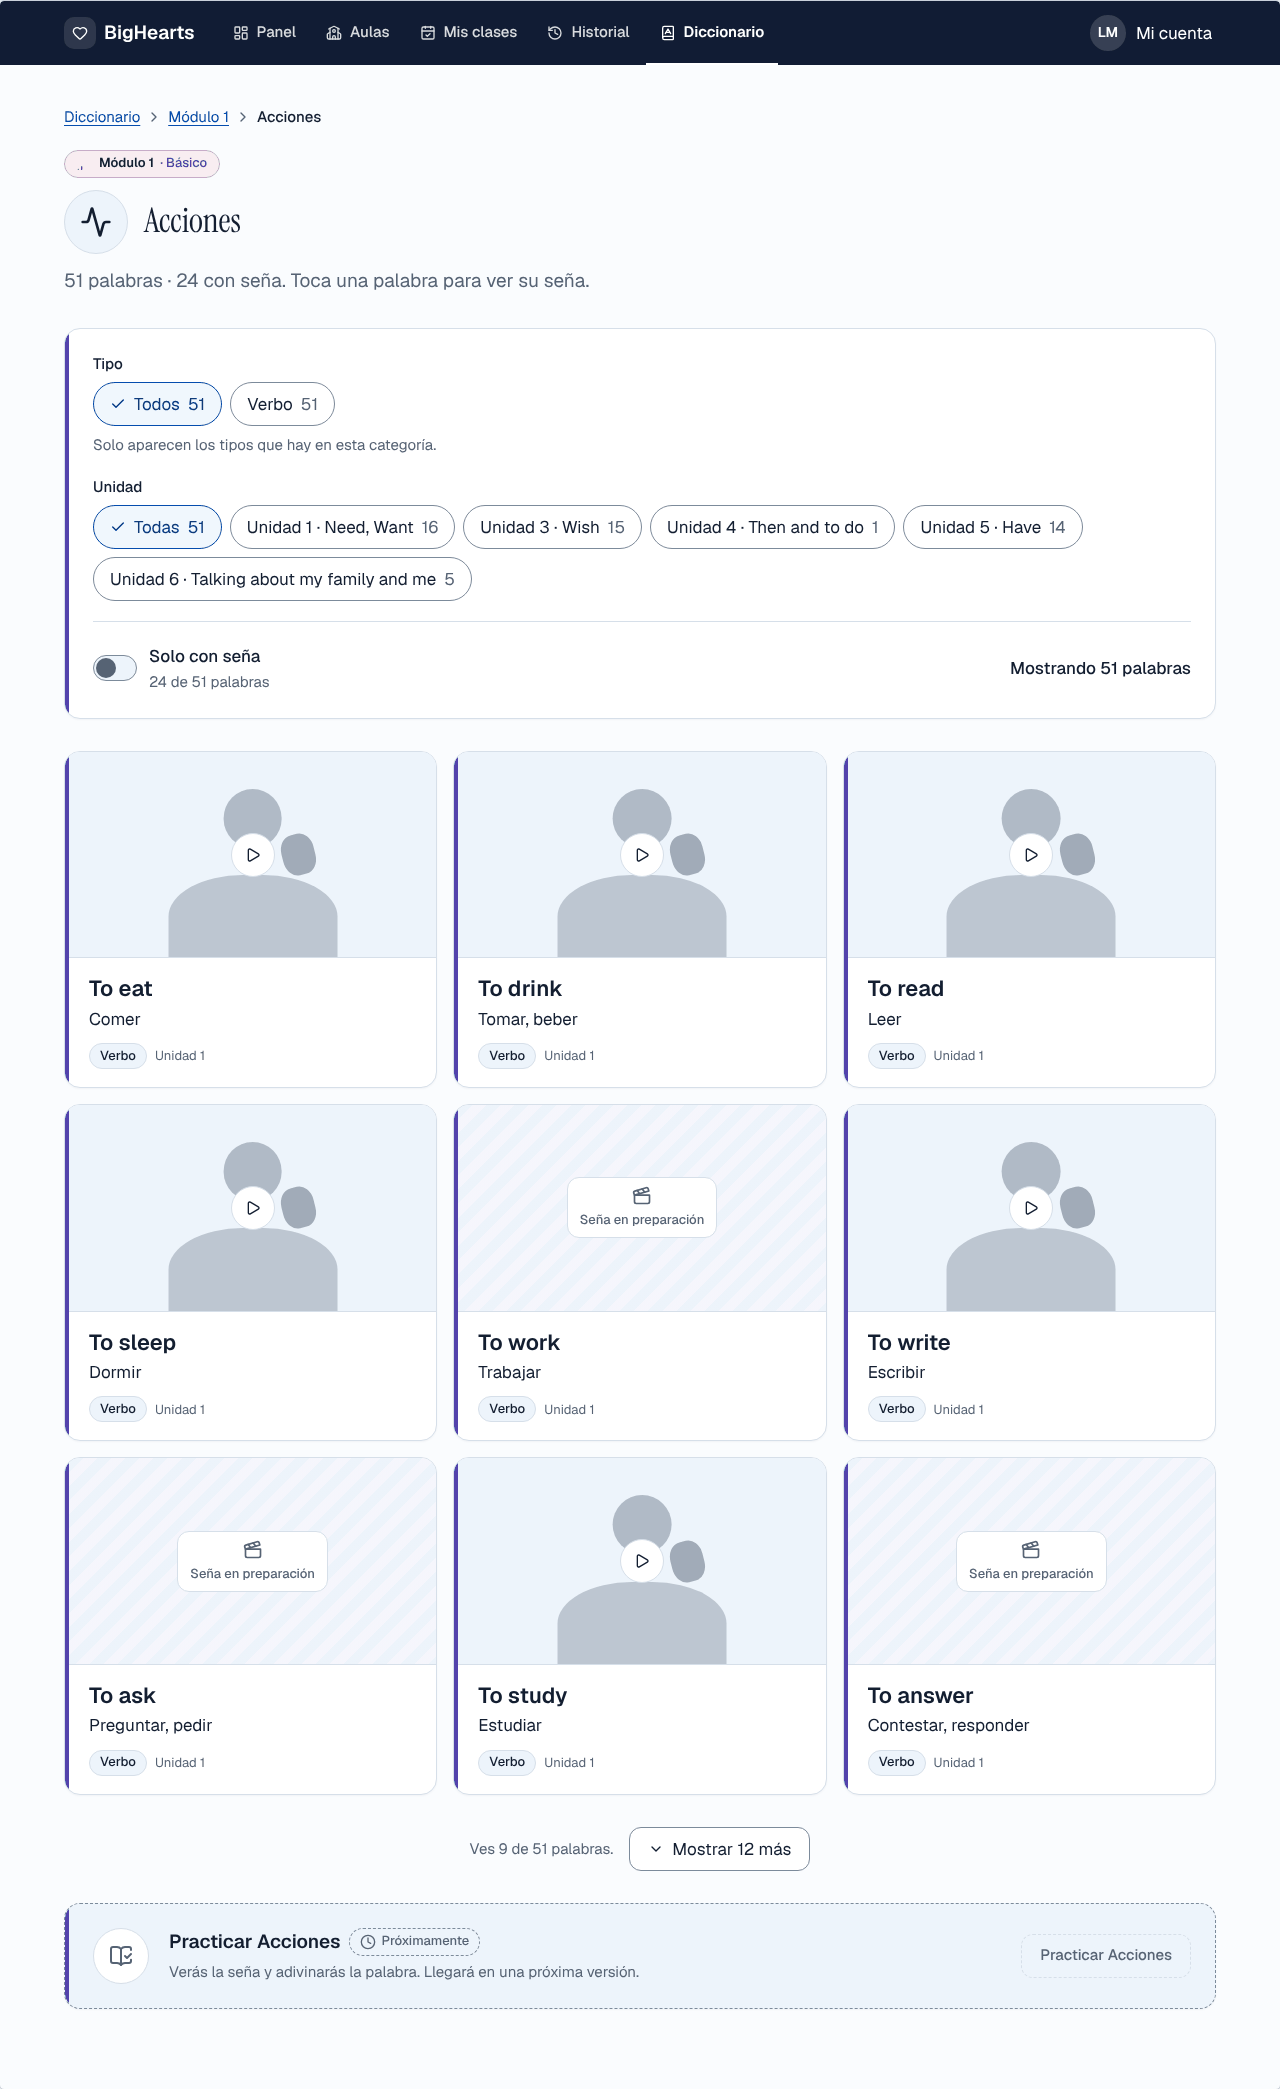 BigHearts
Panel
Aulas
Mis clases
Historial
Diccionario
LM
Mi cuenta
Diccionario > Módulo 1 > Acciones
Módulo 1 · Básico
Acciones
51 palabras · 24 con seña. Toca una palabra para ver su seña.
Tipo
Todos 51
Verbo 51
Solo aparecen los tipos que hay en esta categoría.
Unidad
Todas 51
Unidad 1 · Need, Want 16
Unidad 3 · Wish 15
Unidad 4 · Then and to do 1
Unidad 5 · Have 14
Unidad 6 · Talking about my family and me 5
Solo con seña
24 de 51 palabras
Mostrando 51 palabras
To eat
Comer
Verbo Unidad 1
To drink
Tomar, beber
Verbo Unidad 1
To read
Leer
Verbo Unidad 1
To sleep
Dormir
Verbo Unidad 1
Seña en preparación
To work
Trabajar
Verbo Unidad 1
To write
Escribir
Verbo Unidad 1
Seña en preparación
To ask
Preguntar, pedir
Verbo Unidad 1
To study
Estudiar
Verbo Unidad 1
Seña en preparación
To answer
Contestar, responder
Verbo Unidad 1
Ves 9 de 51 palabras.
Mostrar 12 más
Practicar Acciones
Próximamente
Verás la seña y adivinarás la palabra. Llegará en una próxima versión.
Practicar Acciones